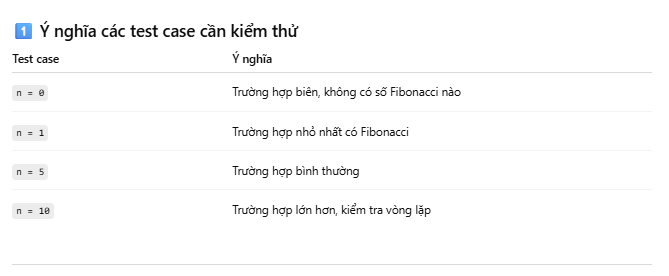 1 Ý nghĩa các test case cần kiểm thử
Test case Ý nghĩa
n = 0 Trường hợp biên, không có số Fibonacci nào
n = 1 Trường hợp nhỏ nhất có Fibonacci
n = 5 Trường hợp bình thường
n = 10 Trường hợp lớn hơn, kiểm tra vòng lặp